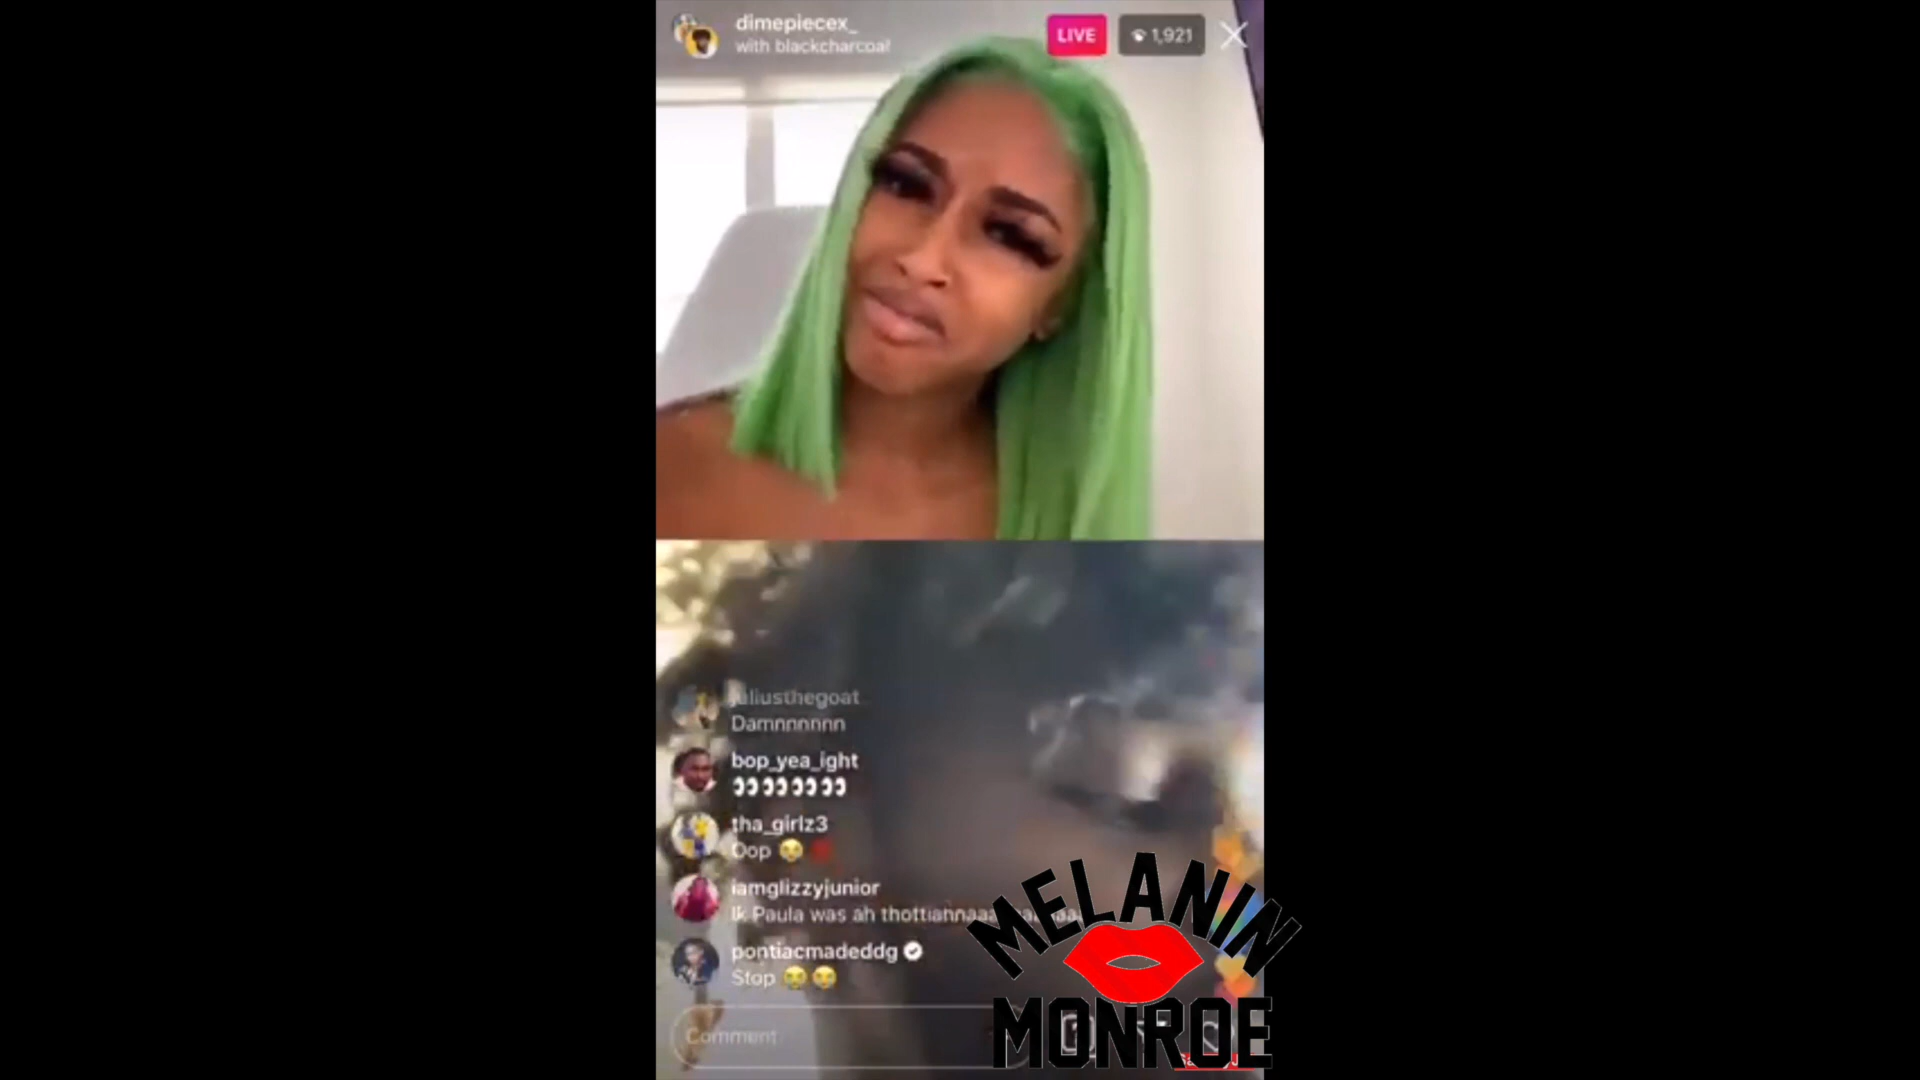 dimepiecex_
with blackcharcoal
LIVE
1,921
juliusthegoat
Damnnnnnn
bop_yea_ight
tha_girlz3
Oop
iamglizzyjunior
Ik Paula was ah
pontiacmadeddg
Stop
Comment
MELANIN
MONROE